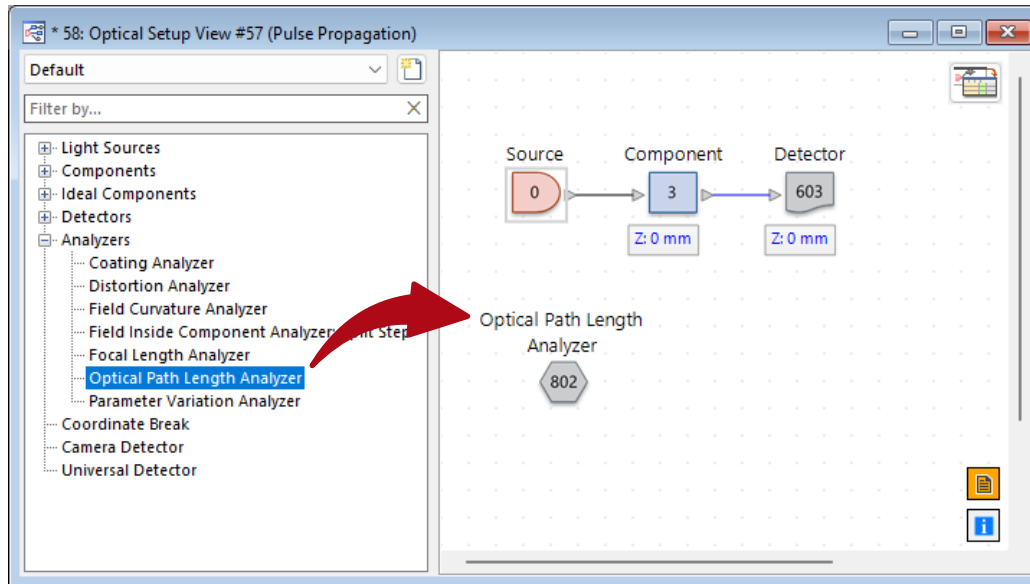 * 58: Optical Setup View #57 (Pulse Propagation)
Default
Filter by...
Light Sources
Components
Ideal Components
Detectors
Analyzers
Coating Analyzer
Distortion Analyzer
Field Curvature Analyzer
Field Inside Component Analyzer: Step
Focal Length Analyzer
Optical Path Length Analyzer
Parameter Variation Analyzer
Coordinate Break
Camera Detector
Universal Detector
Source Component Detector
0 3 603
Z: 0 mm Z: 0 mm
Optical Path Length
Analyzer
802
i